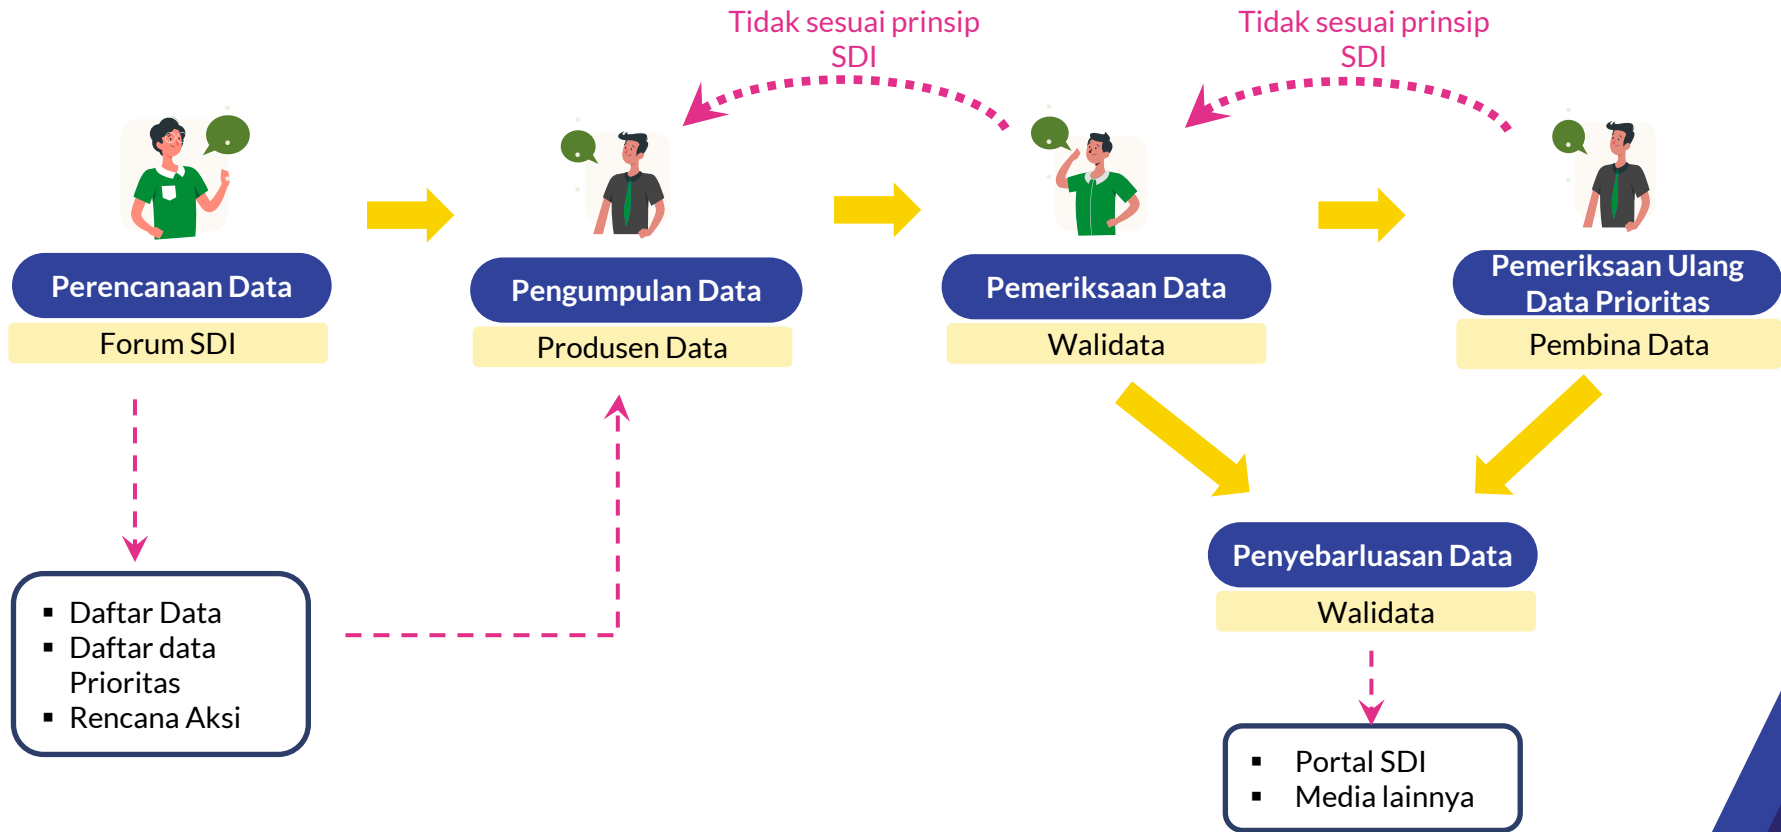 Tidak sesuai prinsip
SDI
Tidak sesuai prinsip
SDI
Perencanaan Data
Forum SDI
Pengumpulan Data
Produsen Data
Pemeriksaan Data
Walidata
Pemeriksaan Ulang
Data Prioritas
Pembina Data
▪ Daftar Data
▪ Daftar data
Prioritas
▪ Rencana Aksi
Penyebarluasan Data
Walidata
▪ Portal SDI
▪ Media lainnya